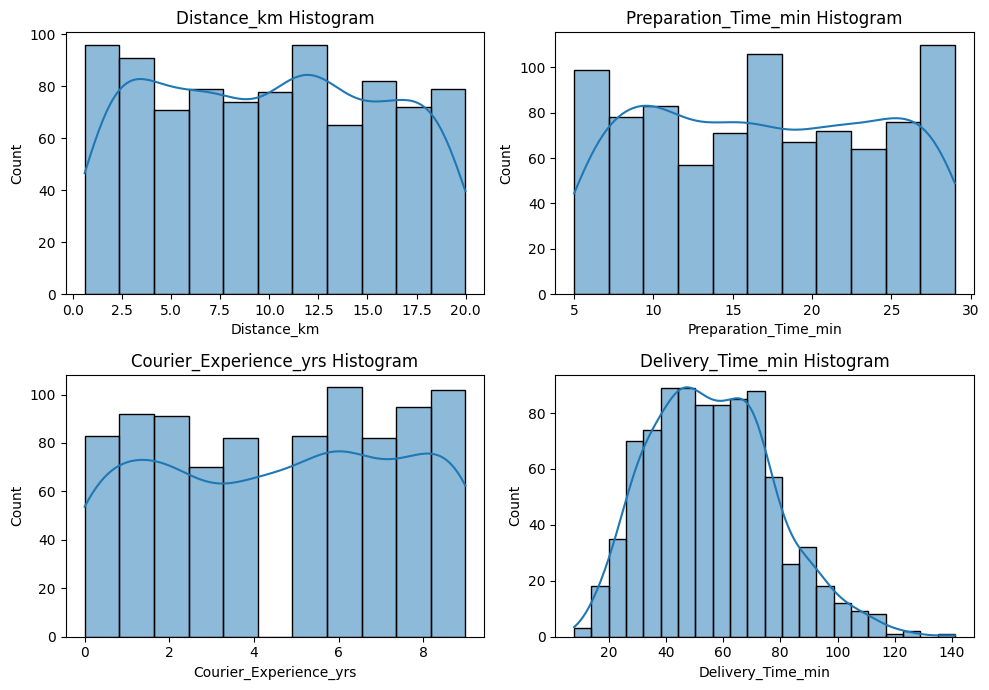 Distance_km Histogram
100
80
60
40
20
0
Count
0.0 2.5 5.0 7.5 10.0 12.5 15.0 17.5 20.0
Distance_km
Preparation_Time_min Histogram
100
80
60
40
20
0
Count
5 10 15 20 25 30
Preparation_Time_min
Courier_Experience_yrs Histogram
100
80
60
40
20
0
Count
0 2 4 6 8
Courier_Experience_yrs
Delivery_Time_min Histogram
80
60
40
20
0
Count
20 40 60 80 100 120 140
Delivery_Time_min